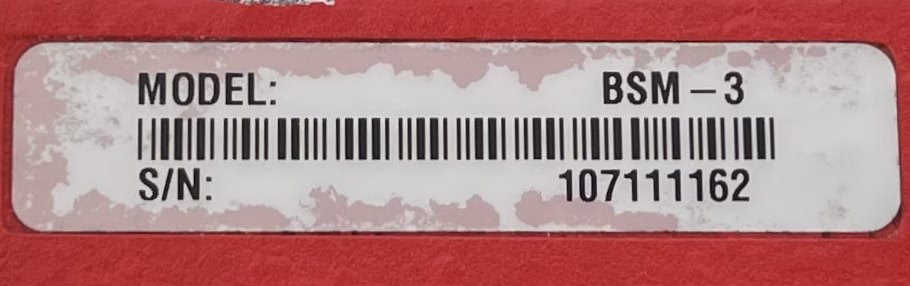 MODEL: BSM – 3
S/N: 107111162